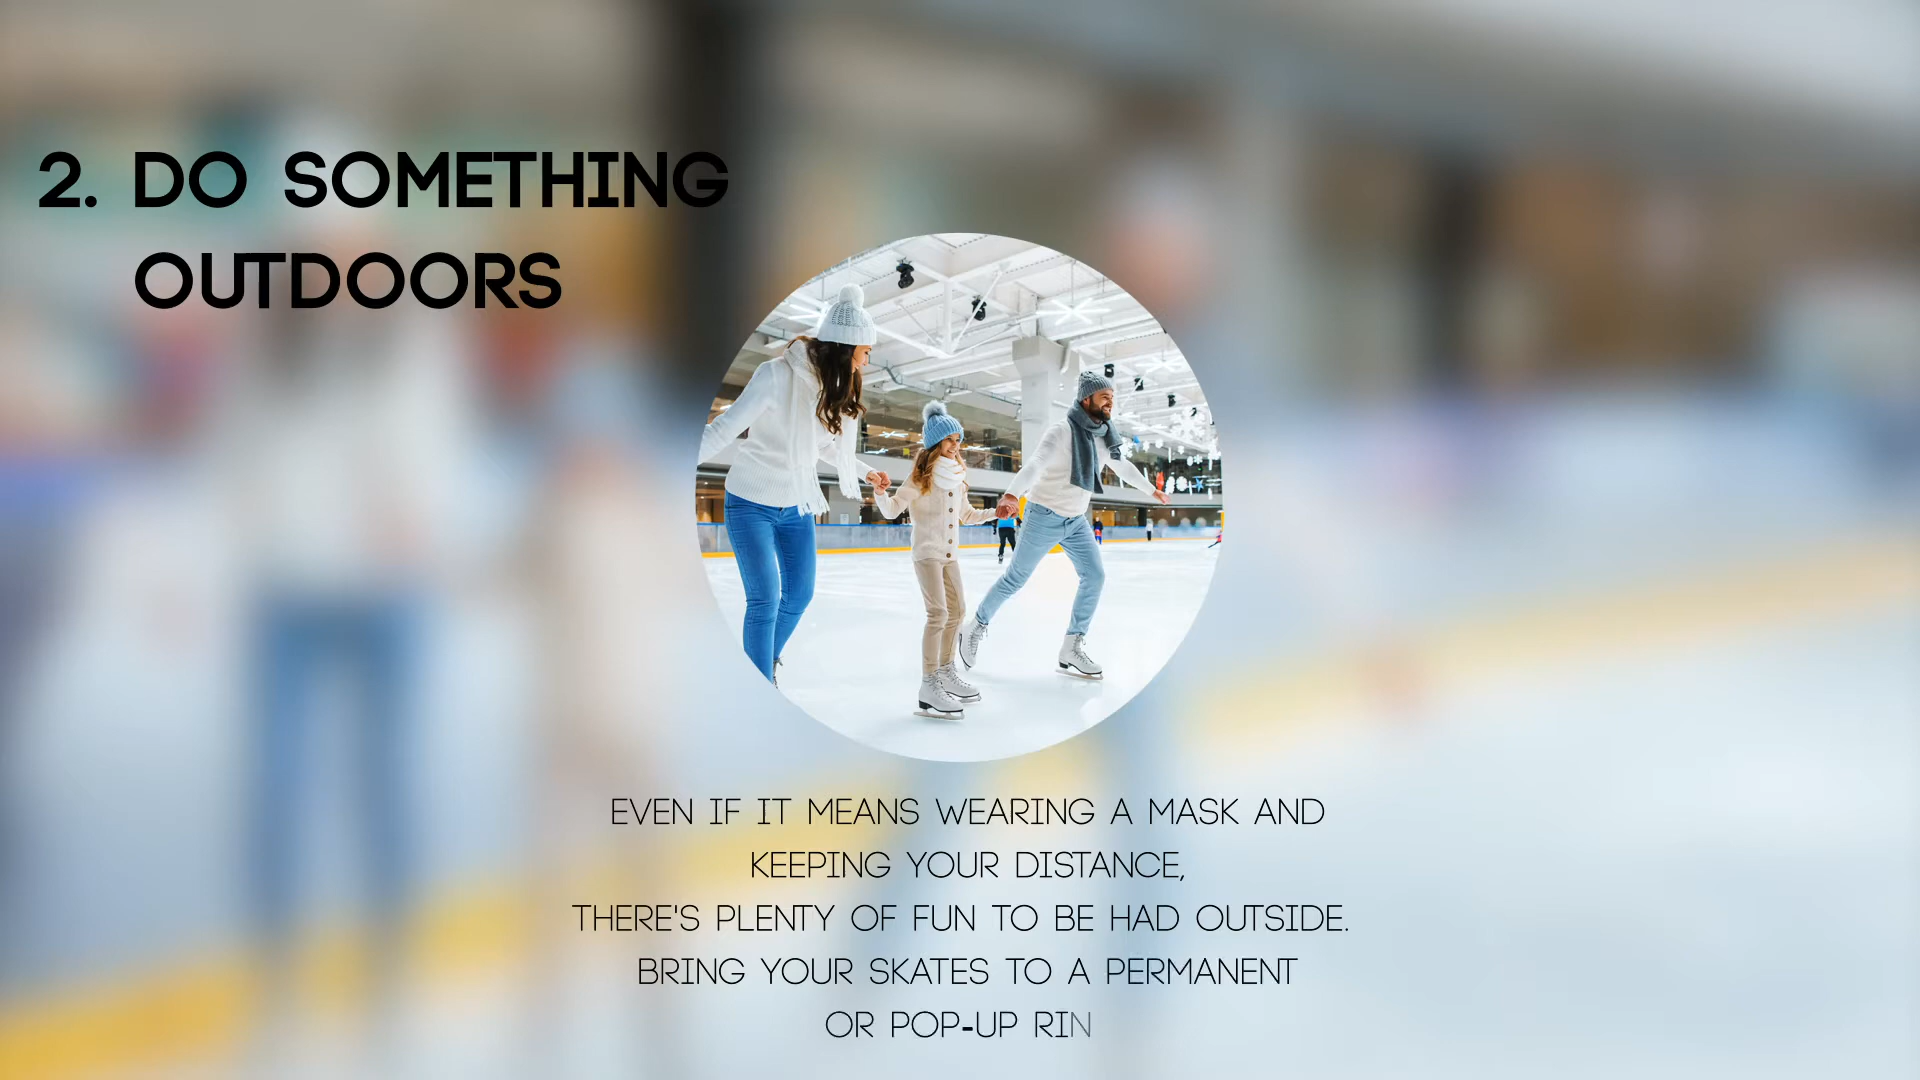 2. DO SOMETHING
OUTDOORS
EVEN IF IT MEANS WEARING A MASK AND
KEEPING YOUR DISTANCE,
THERE'S PLENTY OF FUN TO BE HAD OUTSIDE.
BRING YOUR SKATES TO A PERMANENT
OR POP-UP RIN